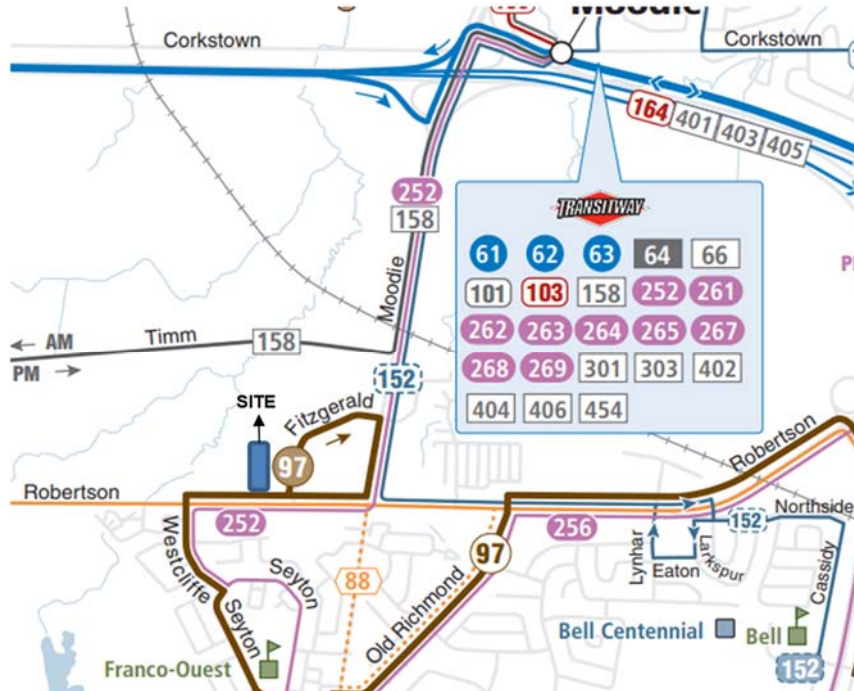 Moodie
Corkstown
Corkstown
164
401
403
405
252
158
TRANSITWAY
61 62 63 64 66
101 103 158 252 261
262 263 264 265 267
268 269 301 303 402
404 406 454
Moodie
← AM
Timm
158
PM →
152
SITE
Fitzgerald
97
Robertson
Robertson
252
256
152
Northside
Westcliffe
Seyton
Seyton
88
Old Richmond
97
Lynhar
Eaton
Larkspur
Cassidy
Bell Centennial
Bell
152
Franco-Ouest